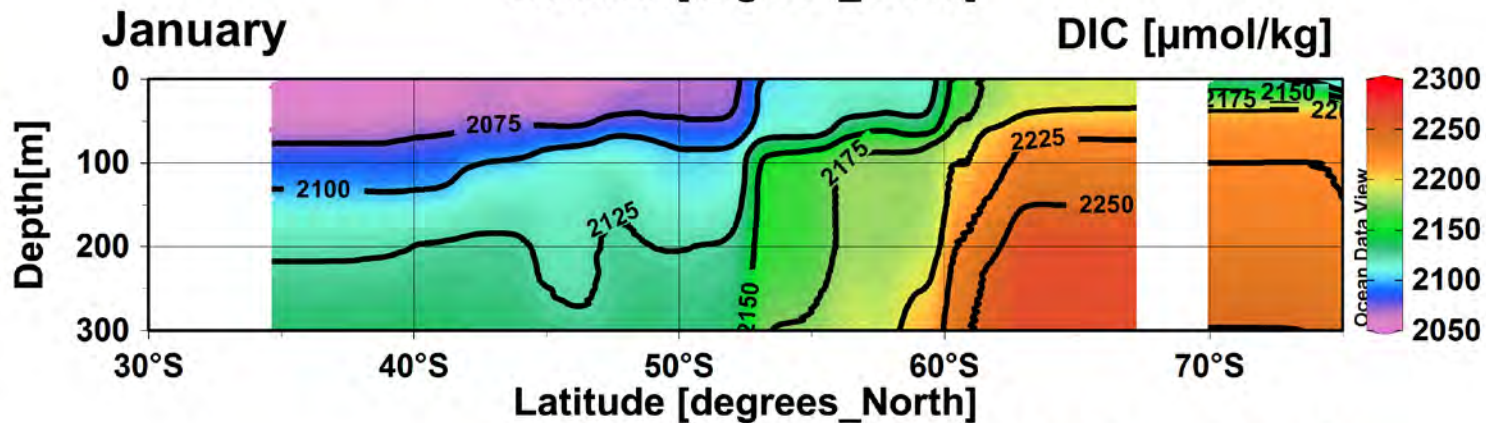 January
DIC [µmol/kg]
0
100
200
300
Depth[m]
2075
2100
2125
2150
2175
2225
2250
2175
2150
30°S
40°S
50°S
60°S
70°S
Latitude [degrees_North]
Ocean Data View
2300
2250
2200
2150
2100
2050